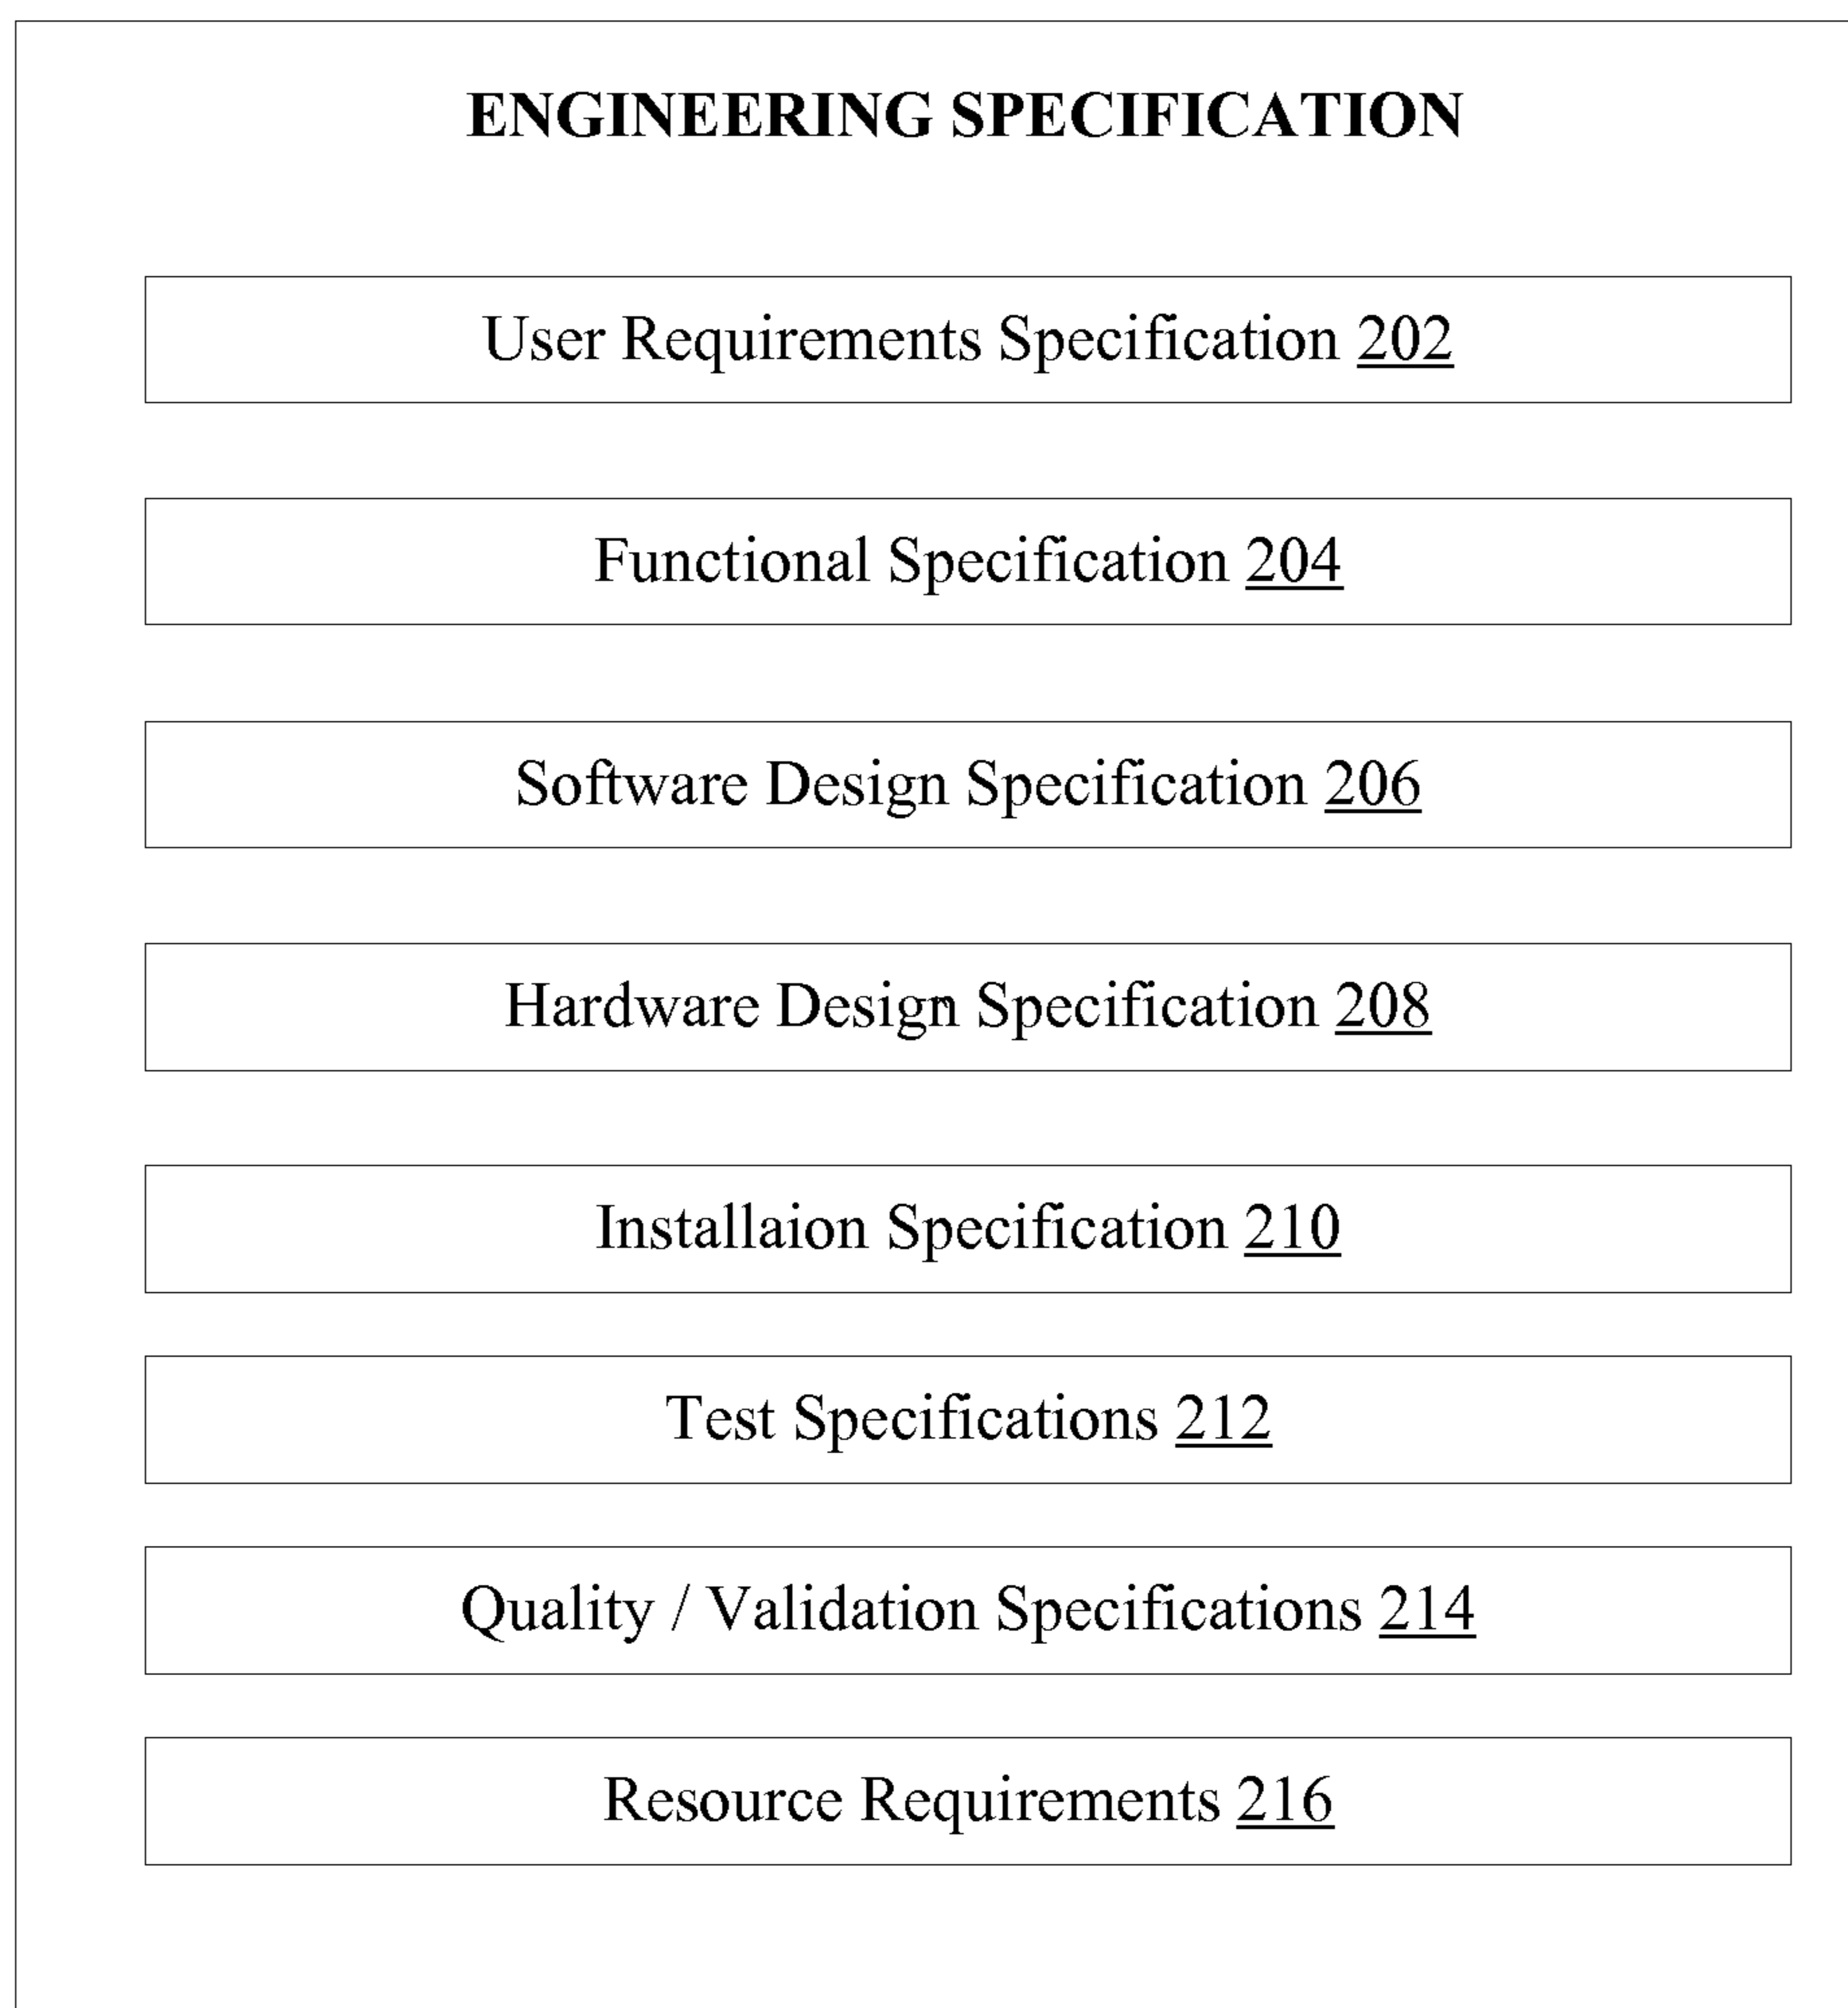 ENGINEERING SPECIFICATION
User Requirements Specification 202
Functional Specification 204
Software Design Specification 206
Hardware Design Specification 208
Installaion Specification 210
Test Specifications 212
Quality / Validation Specifications 214
Resource Requirements 216